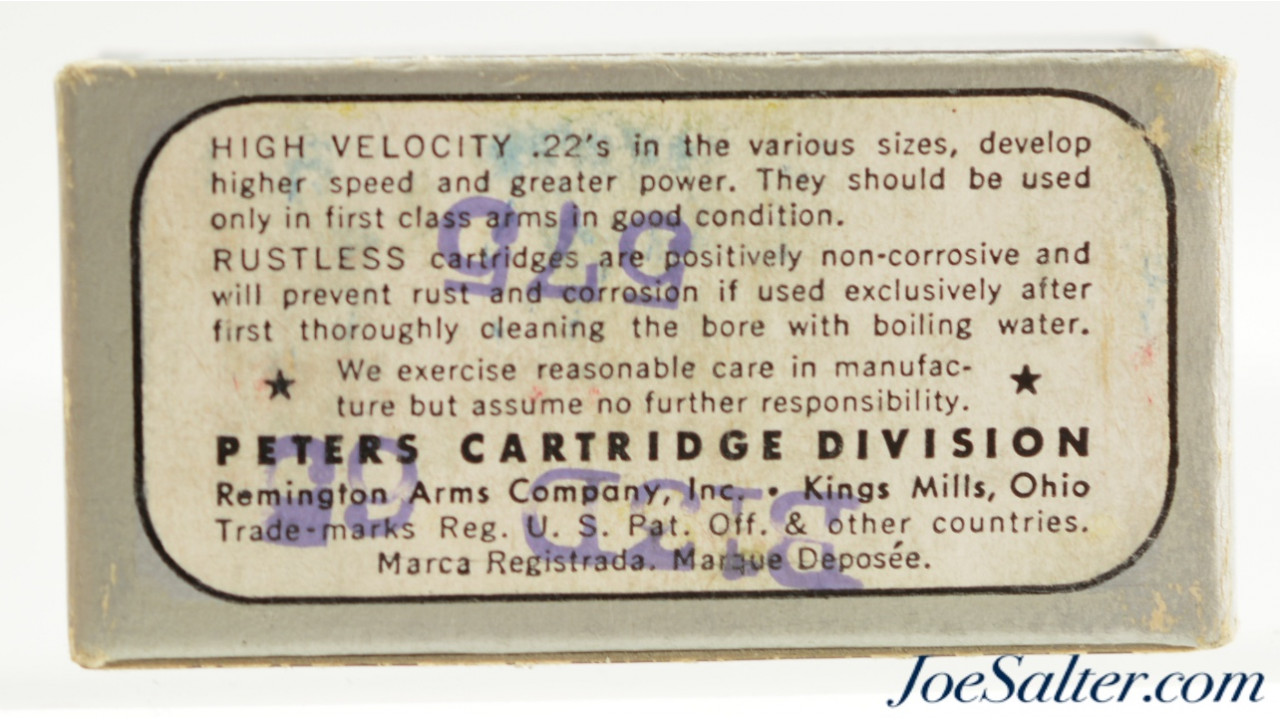 HIGH VELOCITY .22's in the various sizes, develop
higher speed and greater power. They should be used
only in first class arms in good condition.
RUSTLESS cartridges are positively non-corrosive and
will prevent rust and corrosion if used exclusively after
first thoroughly cleaning the bore with boiling water.
We exercise reasonable care in manufac-
ture but assume no further responsibility.
PETERS CARTRIDGE DIVISION
Remington Arms Company, Inc. • Kings Mills, Ohio
Trade-marks Reg. U. S. Pat. Off. & other countries.
Marca Registrada. Marque Deposée.
JoeSalter.com